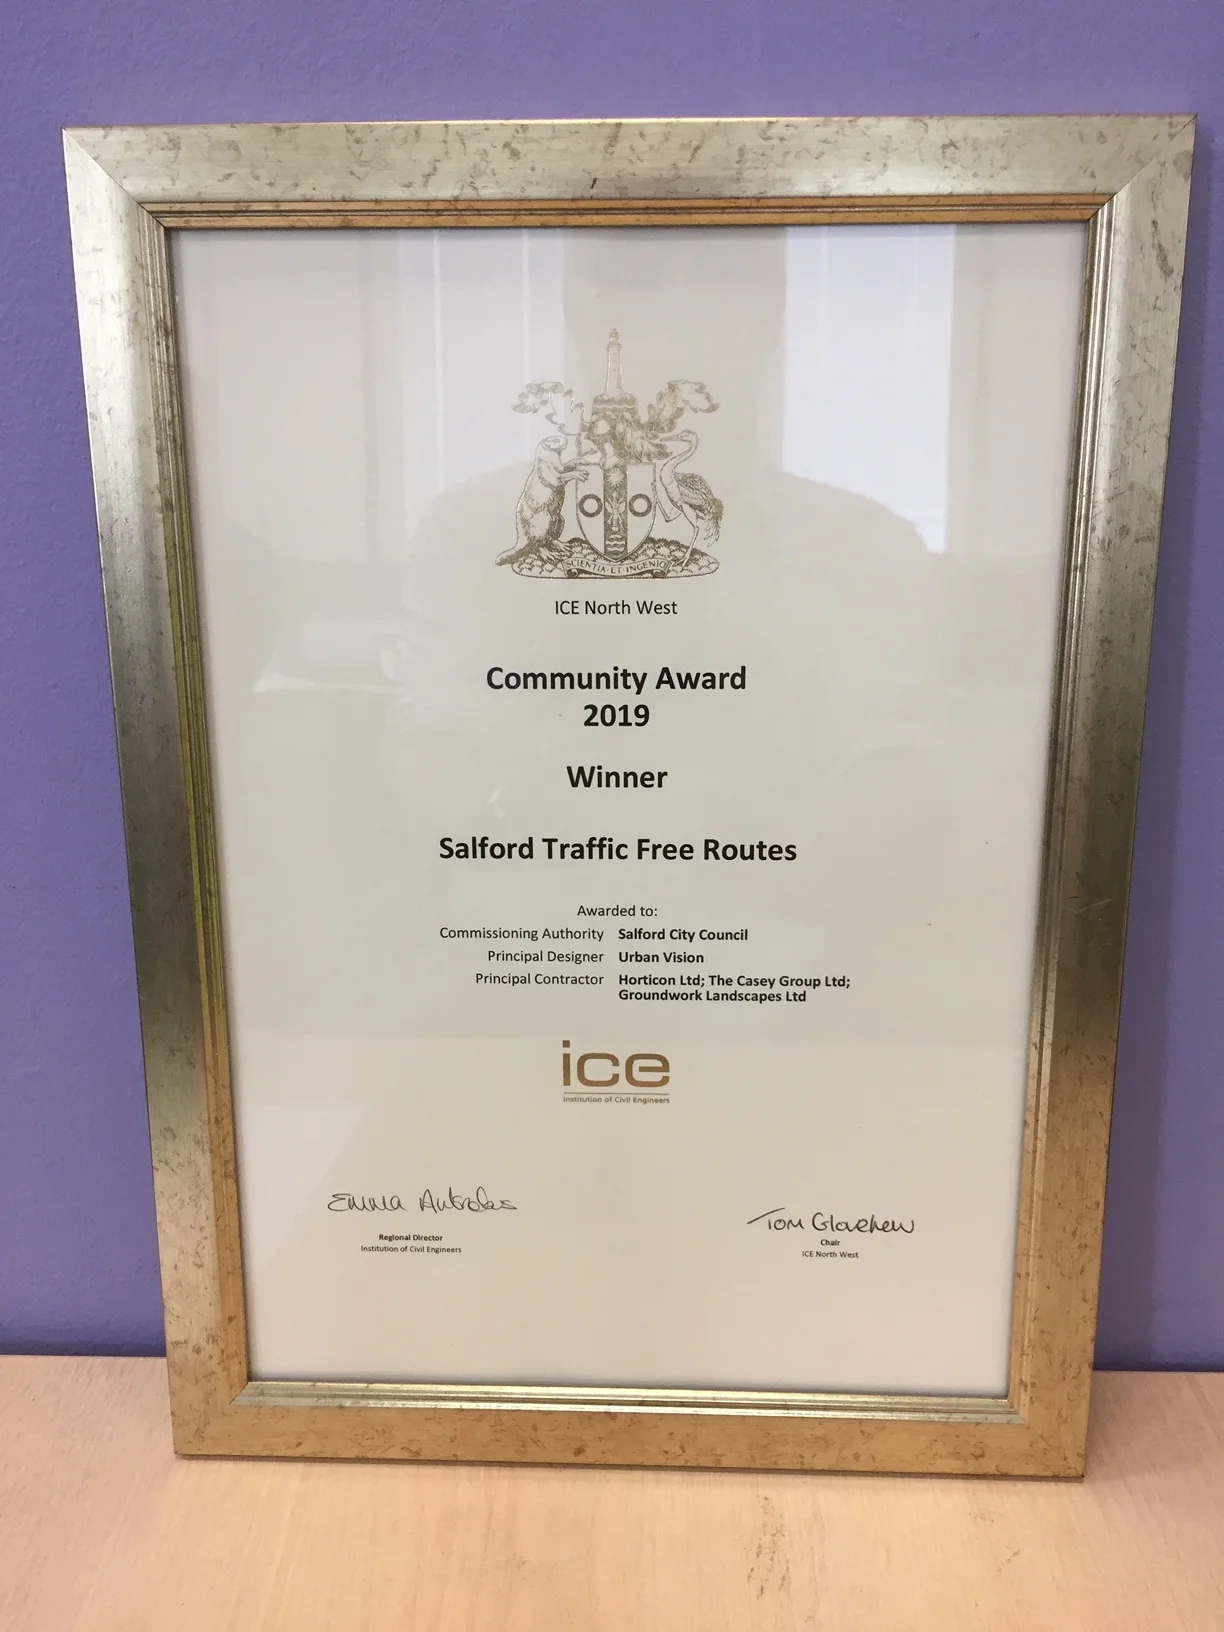 SCIENTIA·ET·INGENIO
ICE North West
Community Award
2019
Winner
Salford Traffic Free Routes
Awarded to:
Commissioning Authority Salford City Council
Principal Designer Urban Vision
Principal Contractor Horticon Ltd; The Casey Group Ltd;
Groundwork Landscapes Ltd
ice
Institution of Civil Engineers
Emma
Tom
Regional Director
Institution of Civil Engineers
Chair
ICE North West